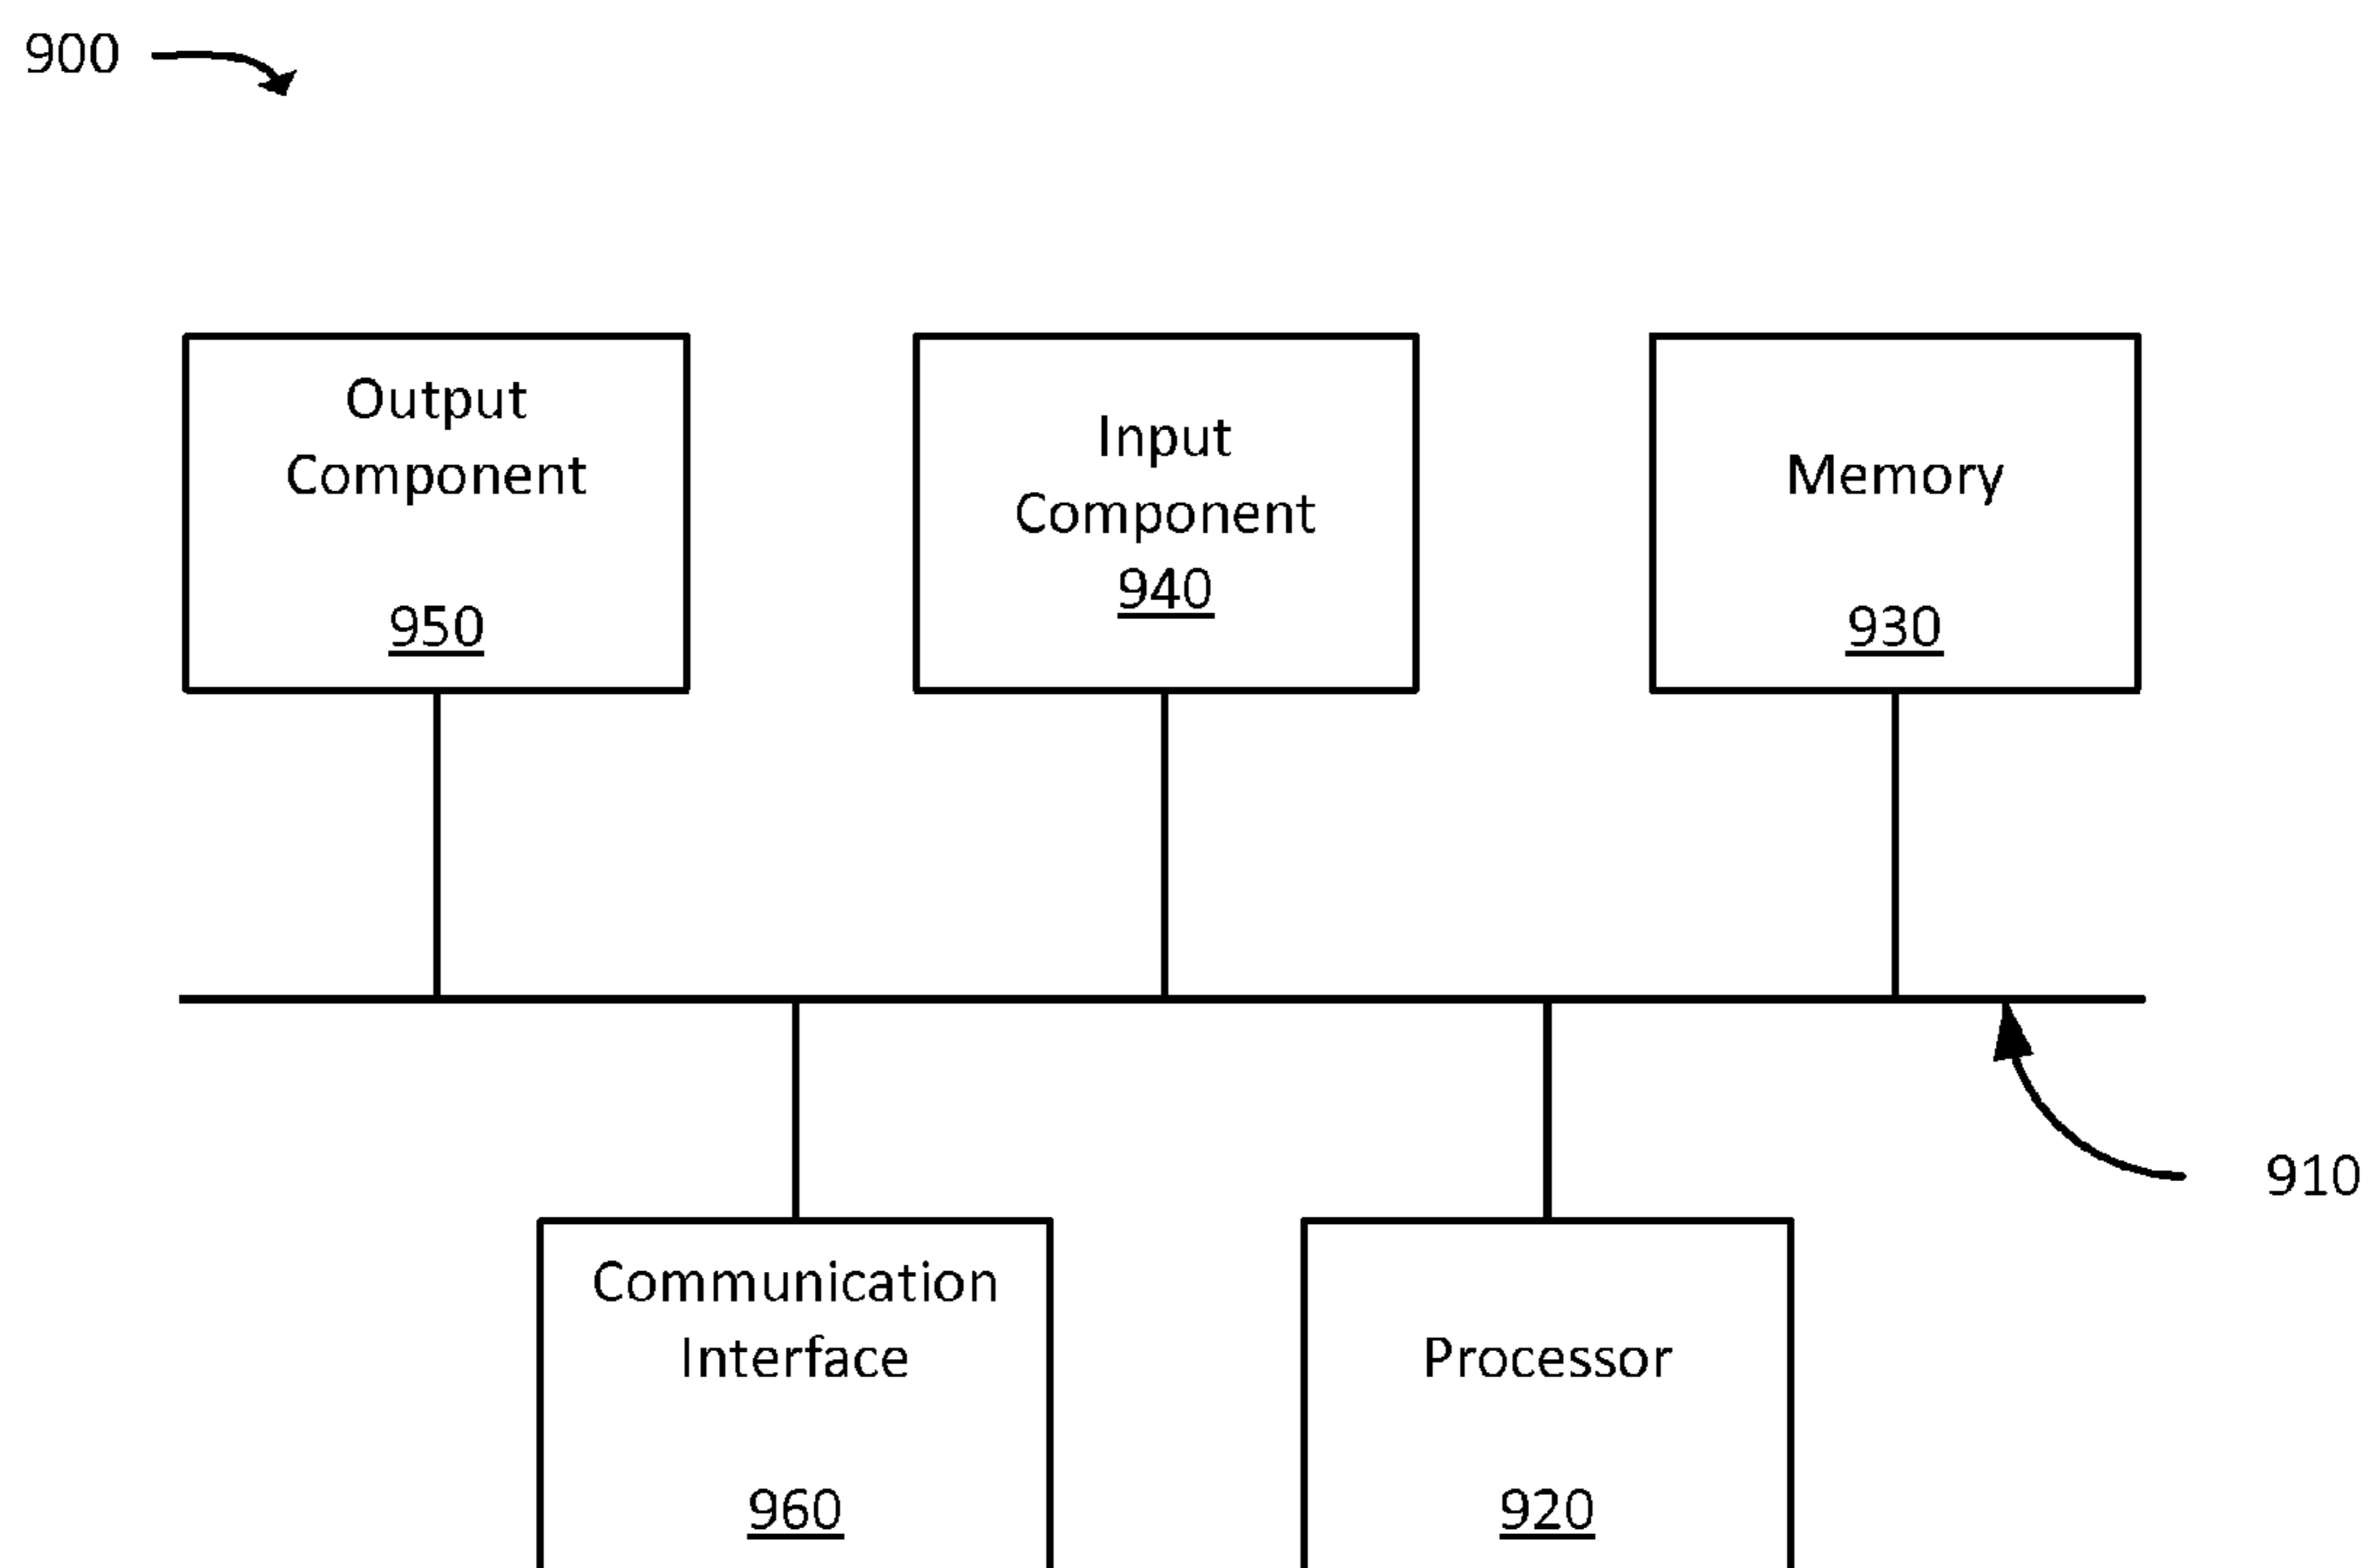 900
Output
Component
950
Input
Component
940
Memory
930
910
Communication
Interface
960
Processor
920